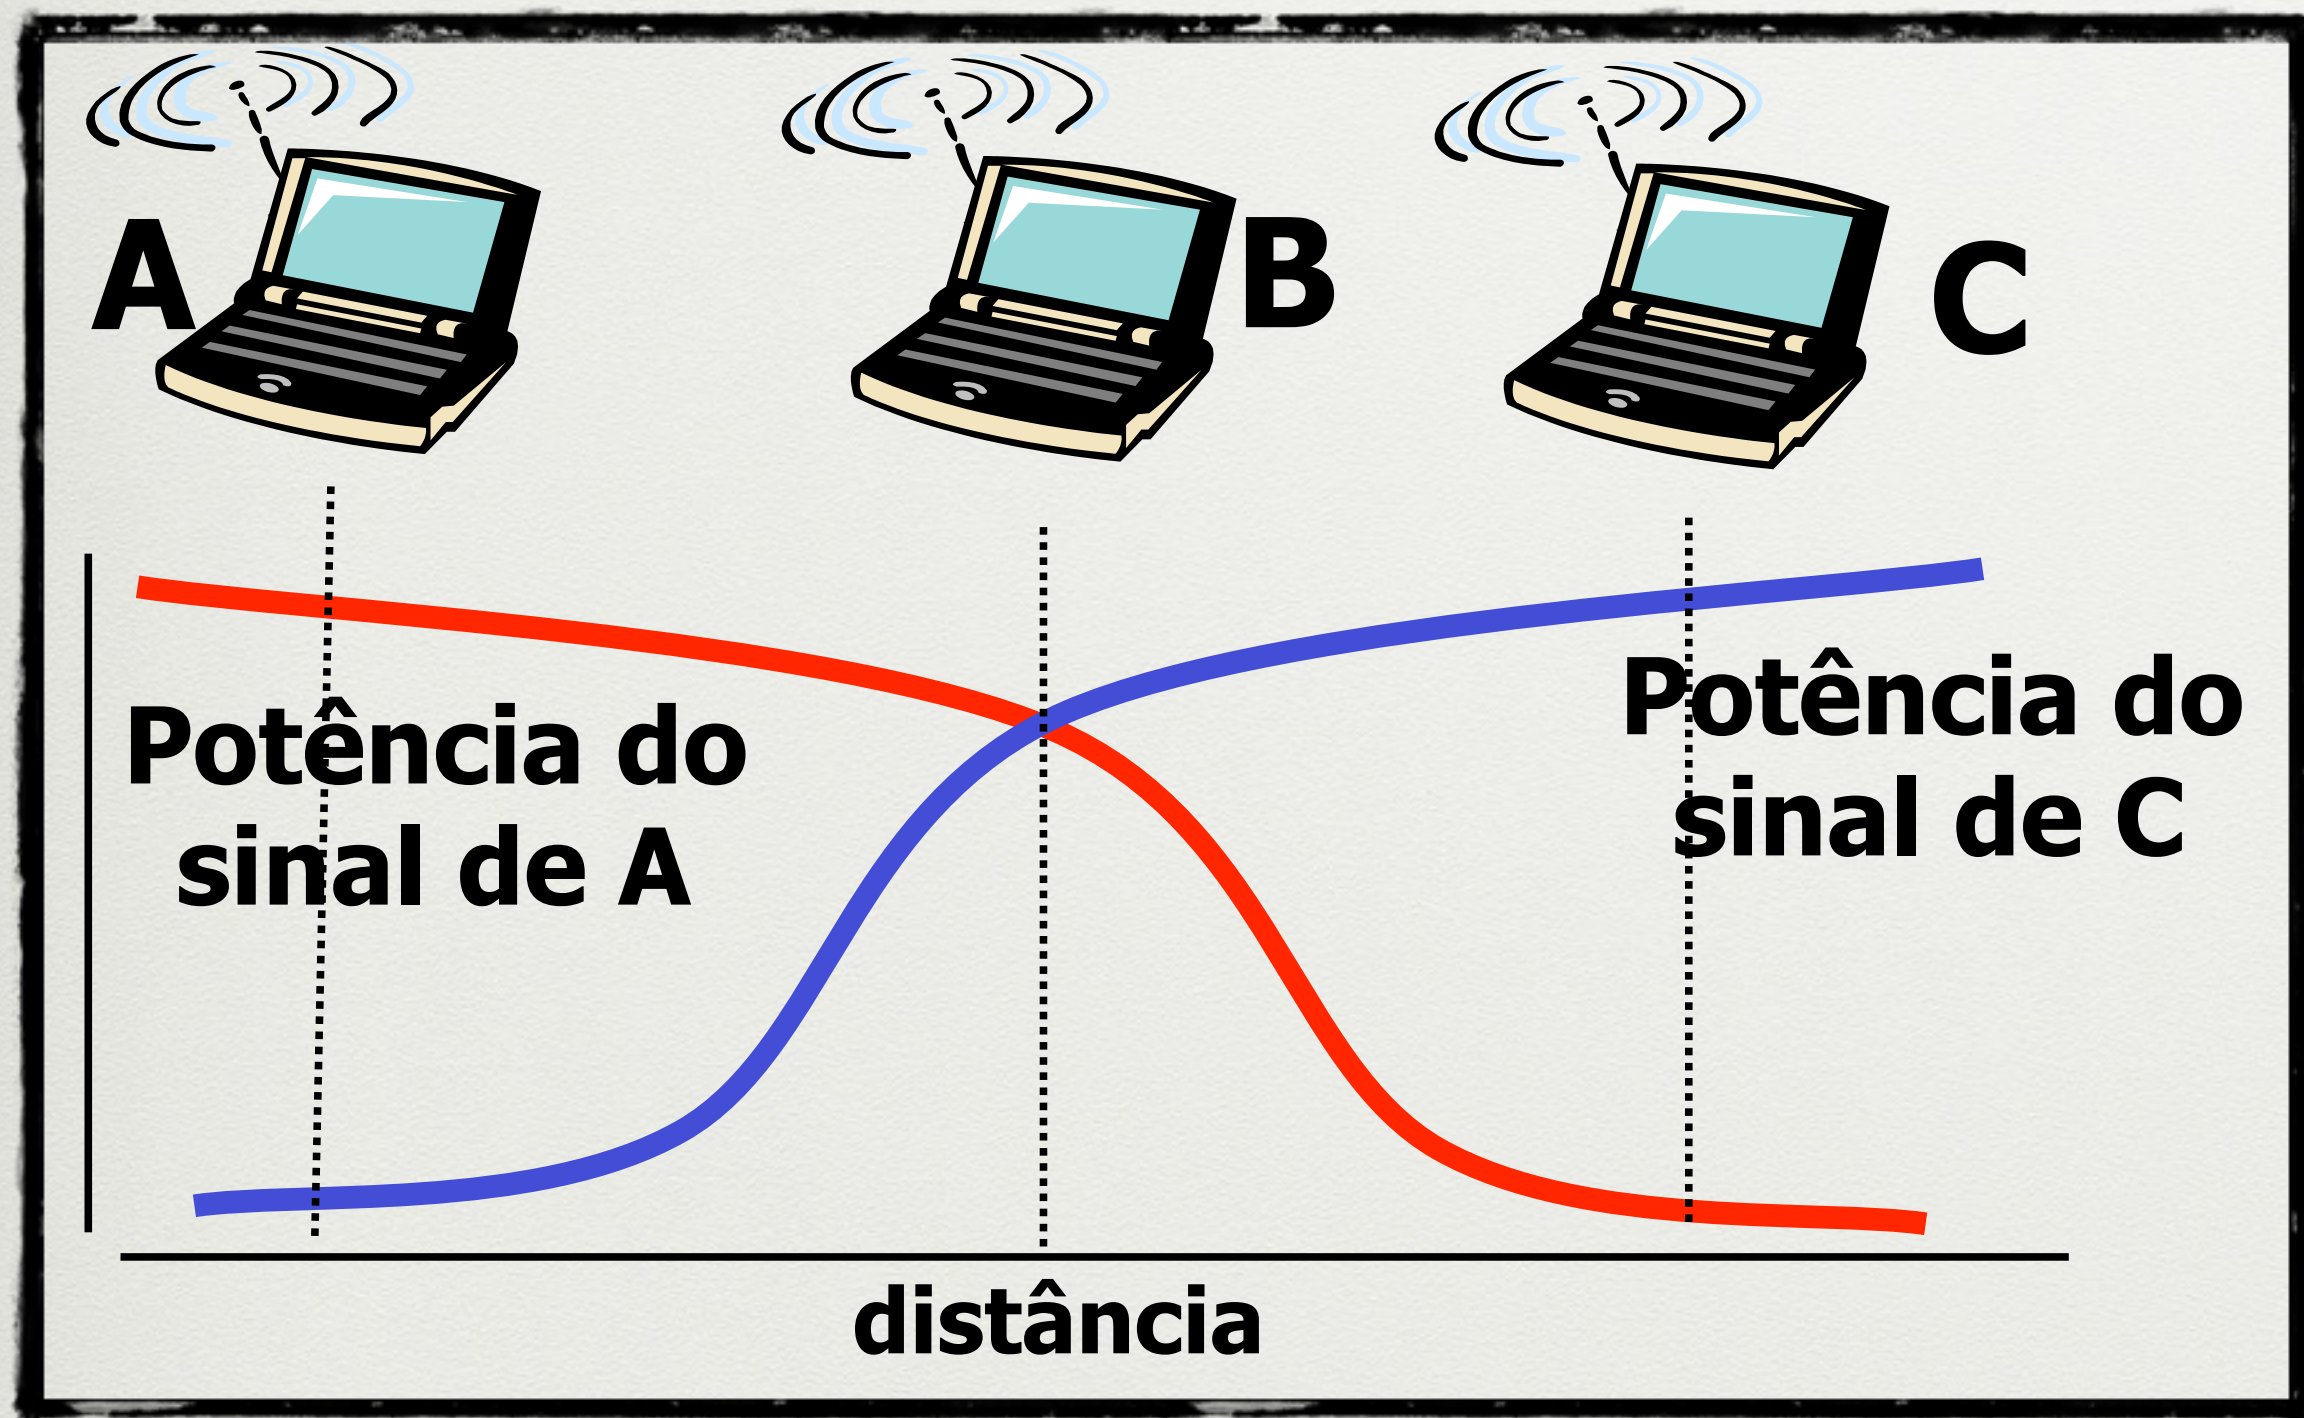 A
B
C
Potência do
sinal de A
Potência do
sinal de C
distância